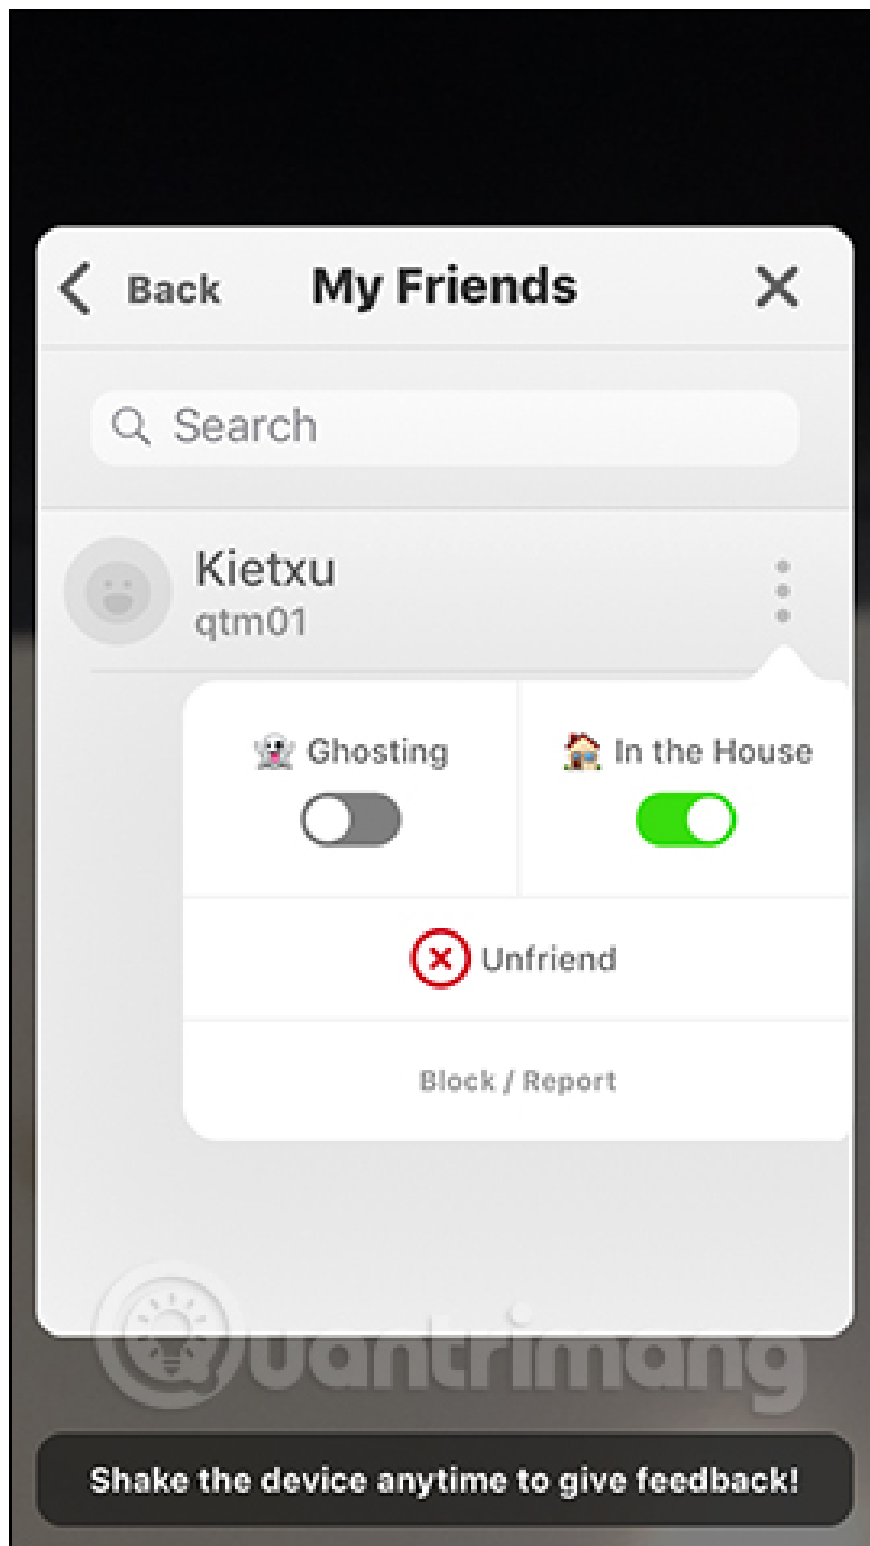 Back My Friends
Search
Kietxu
qtm01
Ghosting In the House
Unfriend
Block / Report
Quantrimang
Shake the device anytime to give feedback!